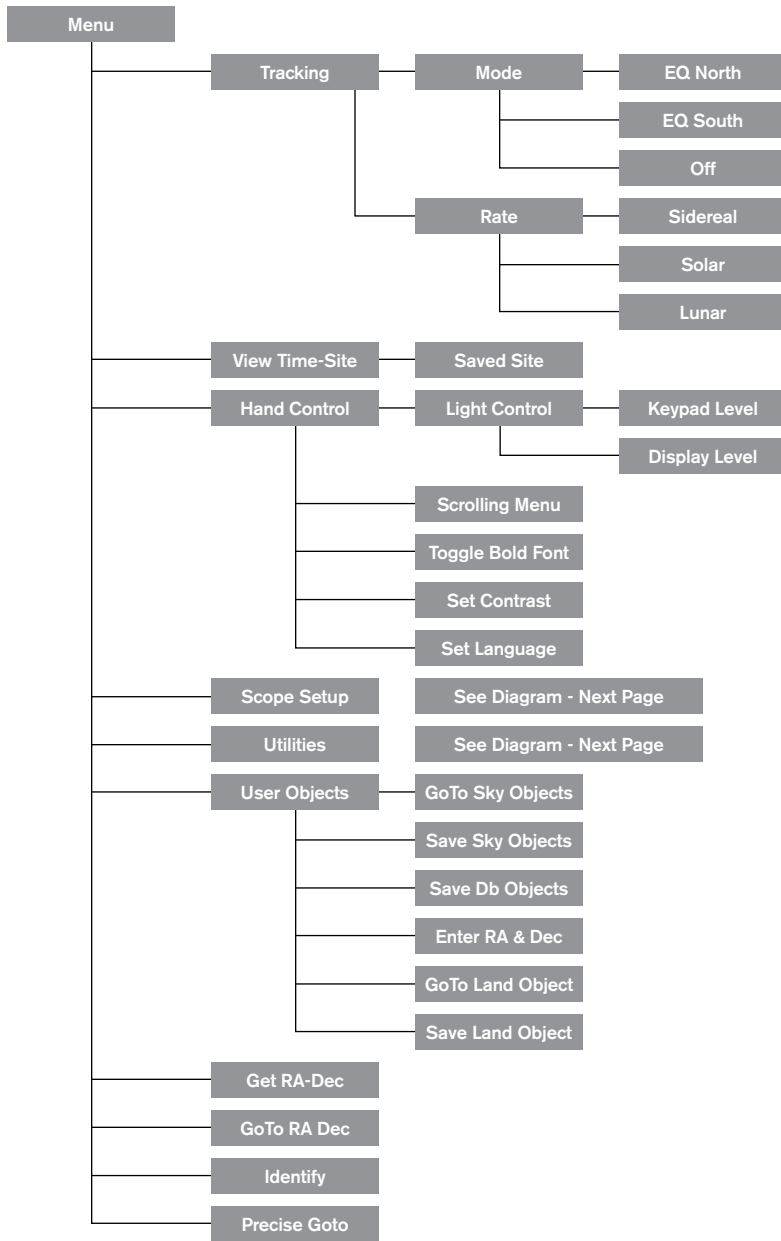 Menu
Tracking
Mode
EQ North
EQ South
Off
Rate
Sidereal
Solar
Lunar
View Time-Site
Saved Site
Hand Control
Light Control
Keypad Level
Display Level
Scrolling Menu
Toggle Bold Font
Set Contrast
Set Language
Scope Setup
See Diagram - Next Page
Utilities
See Diagram - Next Page
User Objects
GoTo Sky Objects
Save Sky Objects
Save Db Objects
Enter RA & Dec
GoTo Land Object
Save Land Object
Get RA-Dec
GoTo RA Dec
Identify
Precise Goto